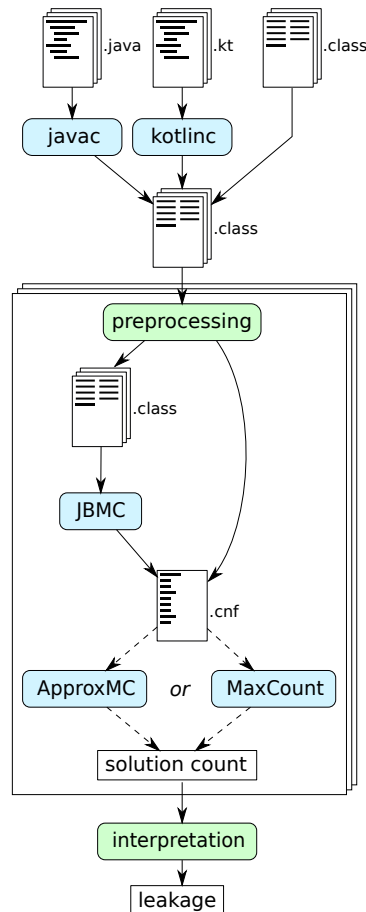 .java
.kt
.class
javac
kotlinc
.class
preprocessing
.class
JBMC
.cnf
ApproxMC
or
MaxCount
solution count
interpretation
leakage